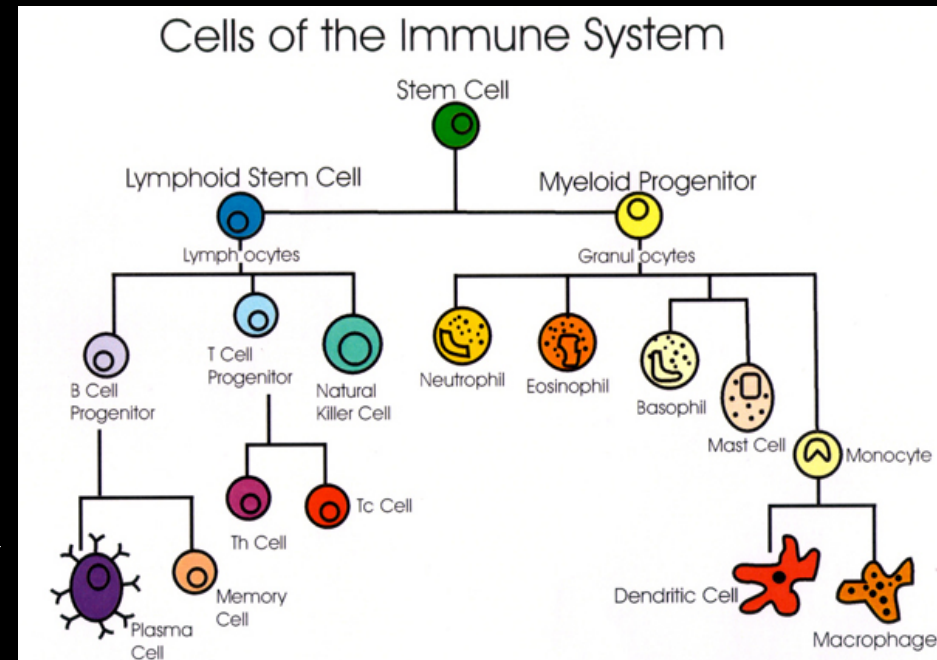 Cells of the Immune System
Stem Cell
Lymphoid Stem Cell
Myeloid Progenitor
Lymph ocytes
Granul ocytes
B Cell
Progenitor
T Cell
Progenitor
Natural
Killer Cell
Neutrophil
Eosinophil
Basophil
Mast Cell
Monocyte
Th Cell
Tc Cell
Plasma
Cell
Memory
Cell
Dendritic Cell
Macrophage